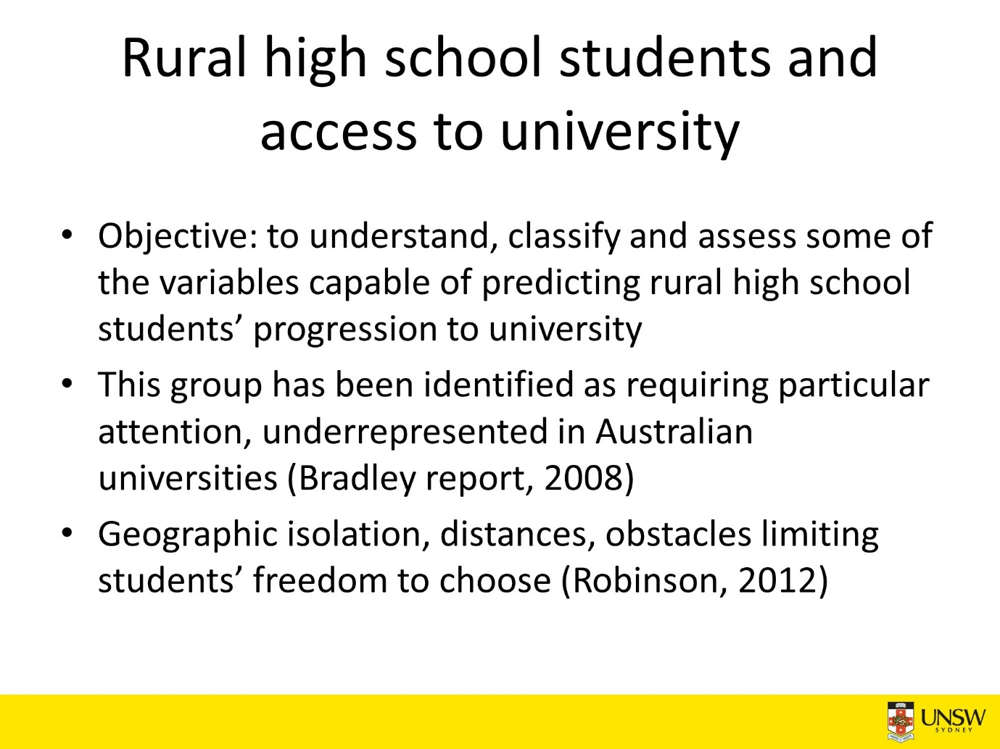 Rural high school students and
access to university
• Objective: to understand, classify and assess some of
the variables capable of predicting rural high school
students’ progression to university
• This group has been identified as requiring particular
attention, underrepresented in Australian
universities (Bradley report, 2008)
• Geographic isolation, distances, obstacles limiting
students’ freedom to choose (Robinson, 2012)
UNSW
SYDNEY